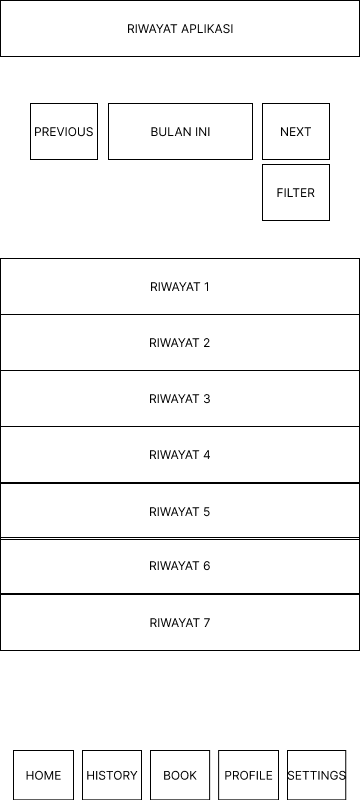 RIWAYAT APLIKASI
PREVIOUS
BULAN INI
NEXT
FILTER
RIWAYAT 1
RIWAYAT 2
RIWAYAT 3
RIWAYAT 4
RIWAYAT 5
RIWAYAT 6
RIWAYAT 7
HOME
HISTORY
BOOK
PROFILE
SETTINGS